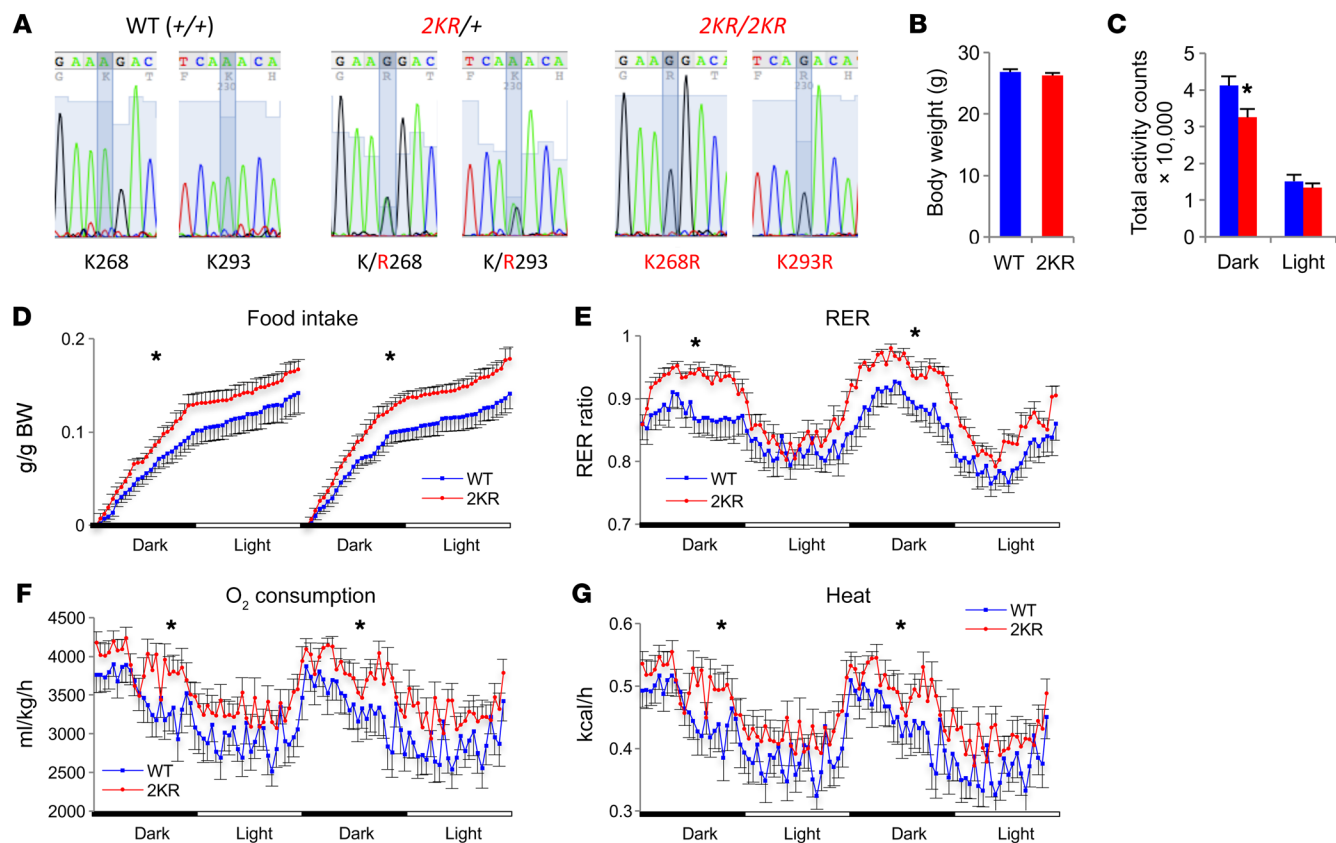 A
WT (+/+)
2KR/+
2KR/2KR
G A A A G A C
G K T
T C A A A C A
F K H
230
G A A G G A C
G R T
T C A A A C A
F K H
230
G A A G G A C A
G R T
T C A G A C A T
F R H
230
K268
K293
K/R268
K/R293
K268R
K293R
B
Body weight (g)
30
20
10
0
WT 2KR
C
Total activity counts
× 10,000
5
4
3
2
1
0
*
Dark Light
D
Food intake
g/g BW
0.2
0.1
0
* *
WT
2KR
Dark Light Dark Light
E
RER
RER ratio
1
0.9
0.8
0.7
* *
WT
2KR
Dark Light Dark Light
F
O2 consumption
ml/kg/h
4500
4000
3500
3000
2500
2000
* *
WT
2KR
Dark Light Dark Light
G
Heat
kcal/h
0.6
0.5
0.4
0.3
* *
WT
2KR
Dark Light Dark Light